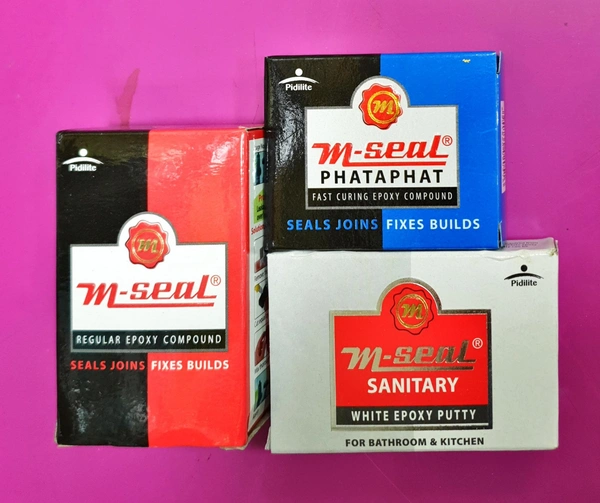 Pidilite
m
m-seal®
REGULAR EPOXY COMPOUND
SEALS JOINS FIXES BUILDS
Pidilite
m
m-seal®
PHATAPHAT
FAST CURING EPOXY COMPOUND
SEALS JOINS FIXES BUILDS
Pidilite
m
m-seal®
SANITARY
WHITE EPOXY PUTTY
FOR BATHROOM & KITCHEN